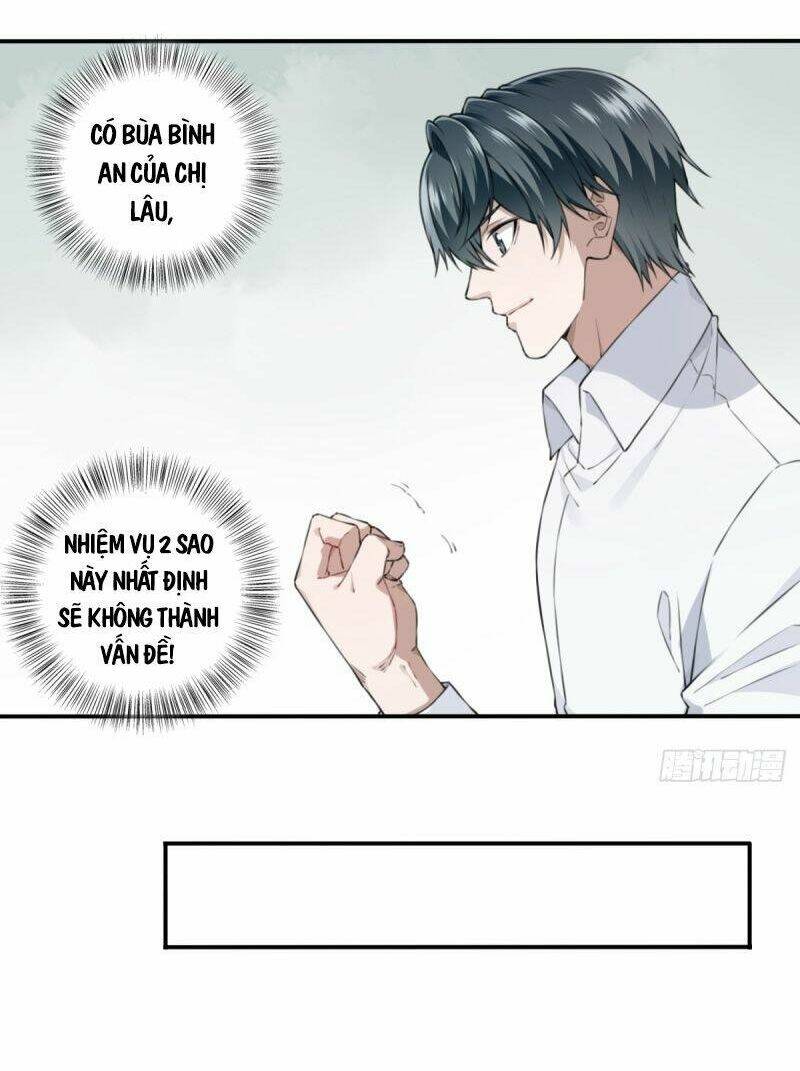 CÓ BÙA BÌNH
AN CỦA CHỊ
LÂU,
NHIỆM VỤ 2 SAO
NÀY NHẤT ĐỊNH
SẼ KHÔNG THÀNH
VẤN ĐỀ!
腾讯动漫